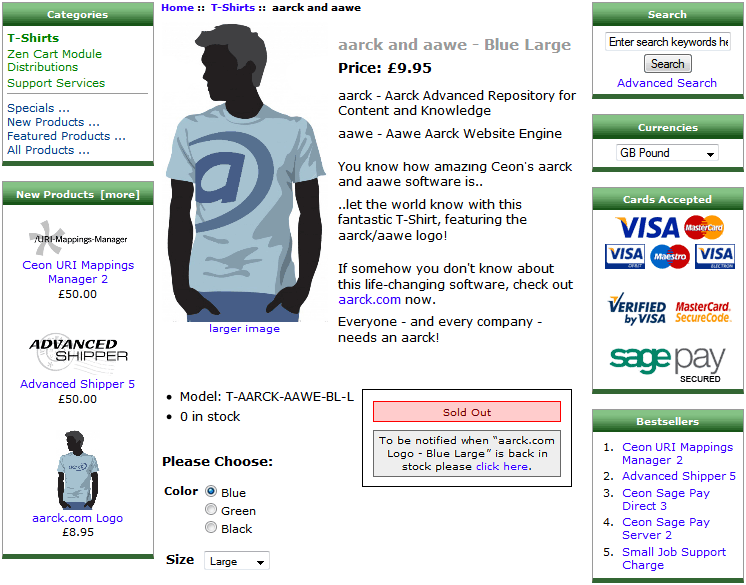 Categories
T-Shirts
Zen Cart Module
Distributions
Support Services
Specials ...
New Products ...
Featured Products ...
All Products ...
New Products [more]
/URI-Mappings-Manager
Ceon URI Mappings
Manager 2
£50.00
ADVANCED
SHIPPER
Advanced Shipper 5
£50.00
aarck.com Logo
£8.95
Home :: T-Shirts :: aarck and aawe
a
larger image
aarck and aawe - Blue Large
Price: £9.95
aarck - Aarck Advanced Repository for
Content and Knowledge
aawe - Aawe Aarck Website Engine
You know how amazing Ceon's aarck
and aawe software is..
..let the world know with this
fantastic T-Shirt, featuring the
aarck/aawe logo!
If somehow you don't know about
this life-changing software, check out
aarck.com now.
Everyone - and every company -
needs an aarck!
• Model: T-AARCK-AAWE-BL-L
• 0 in stock
Sold Out
To be notified when “aarck.com
Logo - Blue Large” is back in
stock please click here.
Please Choose:
Color Blue
Green
Black
Size Large
Search
Enter search keywords he
Search
Advanced Search
Currencies
GB Pound
Cards Accepted
VISA MasterCard
VISA Maestro VISA
ORBIT ELECTRON
VERIFIED by VISA MasterCard. SecureCode.
sage pay
SECURED
Bestsellers
1. Ceon URI Mappings
Manager 2
2. Advanced Shipper 5
3. Ceon Sage Pay
Direct 3
4. Ceon Sage Pay
Server 2
5. Small Job Support
Charge